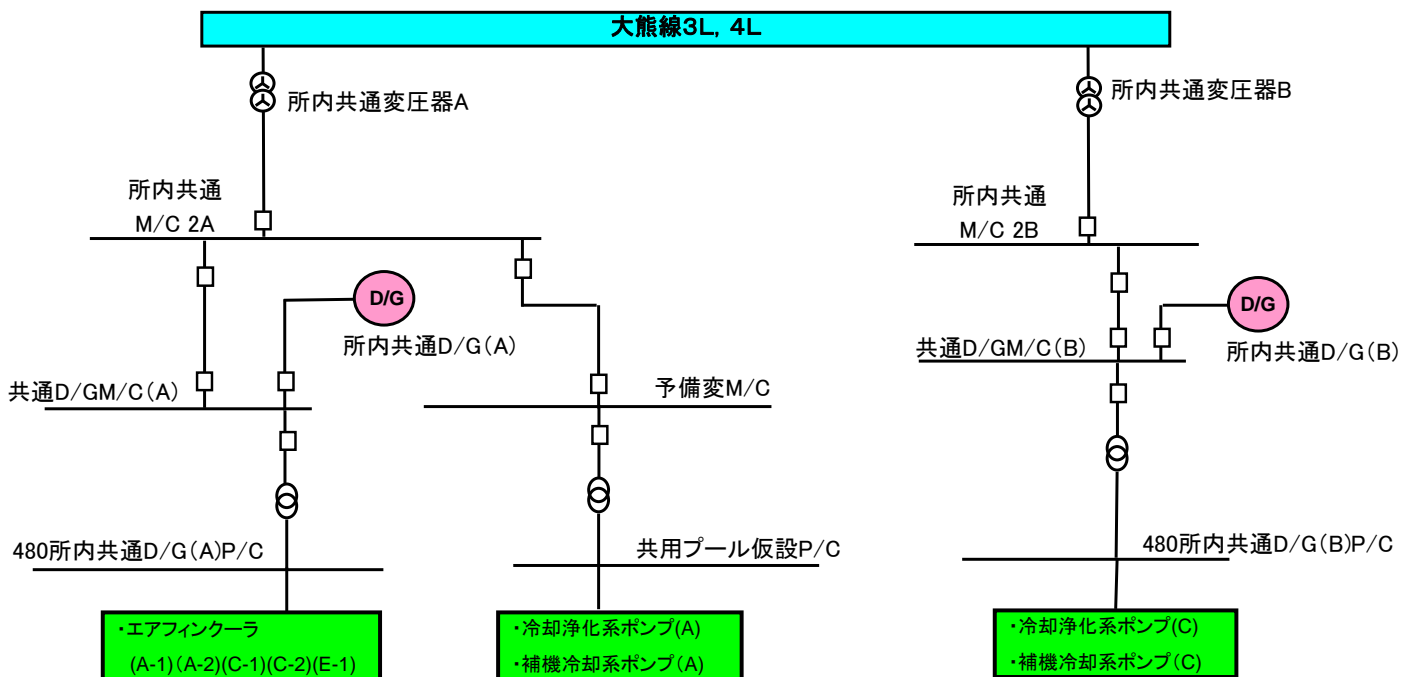 大熊線3L, 4L
所内共通変圧器A
所内共通変圧器B
所内共通
M/C 2A
所内共通
M/C 2B
D/G
所内共通D/G(A)
D/G
所内共通D/G(B)
共通D/GM/C(A)
予備変M/C
共通D/GM/C(B)
480所内共通D/G(A)P/C
共用プール仮設P/C
480所内共通D/G(B)P/C
・エアフィンクーラ
(A-1)(A-2)(C-1)(C-2)(E-1)
・冷却浄化系ポンプ(A)
・補機冷却系ポンプ(A)
・冷却浄化系ポンプ(C)
・補機冷却系ポンプ(C)